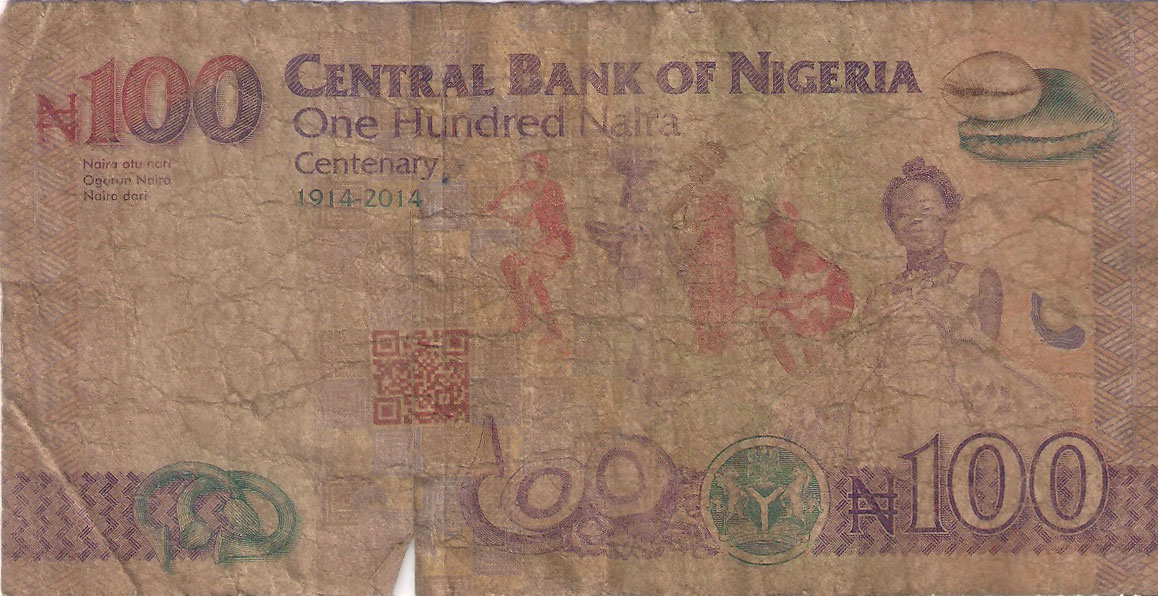 ₦100
CENTRAL BANK OF NIGERIA
One Hundred Naira
Centenary
1914-2014
Naira otu nari
Ogorun Naira
Naira dari
₦100